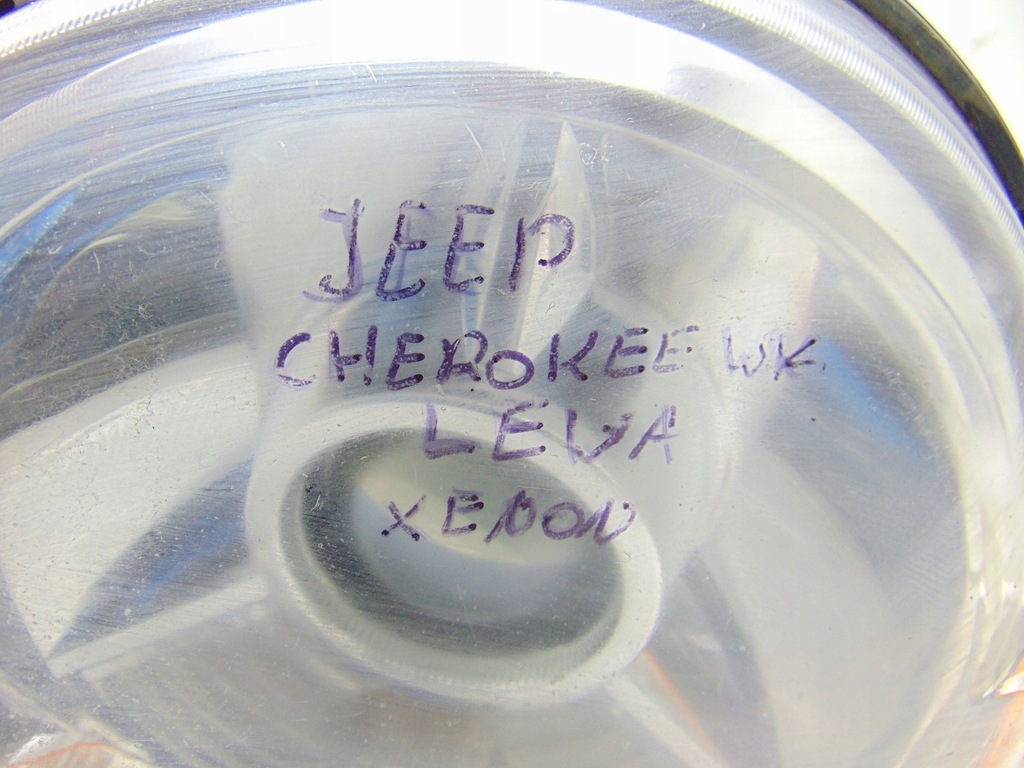 JEEP
CHEROKEE WK.
LEVA
XENON